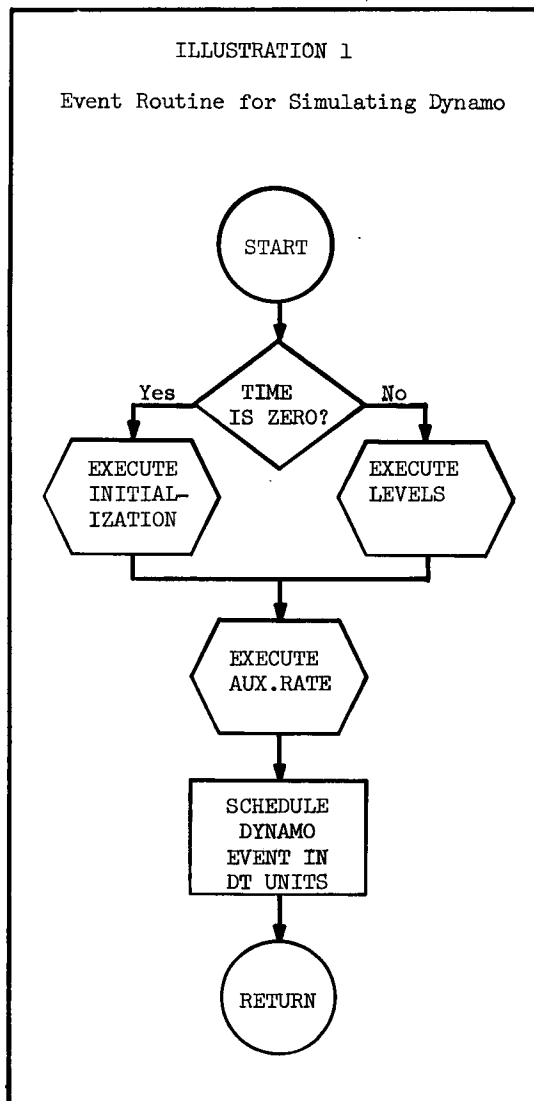 ILLUSTRATION 1
Event Routine for Simulating Dynamo
START
TIME
IS ZERO?
Yes
No
EXECUTE
INITIAL-
IZATION
EXECUTE
LEVELS
EXECUTE
AUX.RATE
SCHEDULE
DYNAMO
EVENT IN
DT UNITS
RETURN